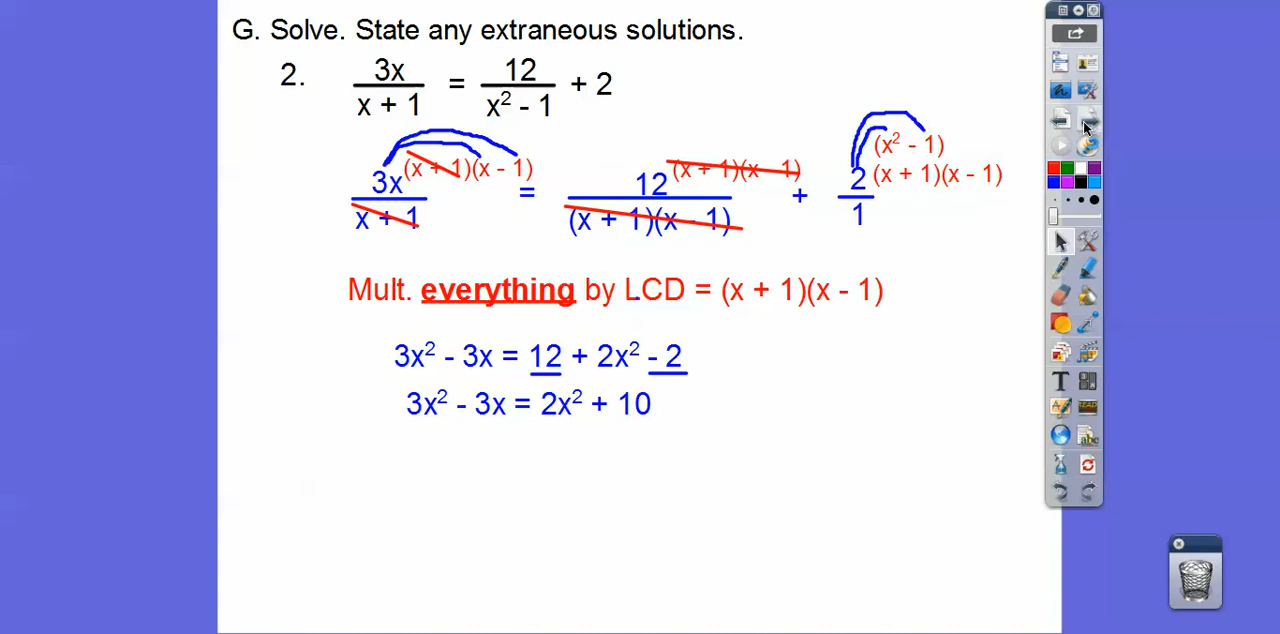 G. Solve. State any extraneous solutions.
2. 3x / x + 1 = 12 / x² - 1 + 2
3x(x + 1)(x - 1) / x + 1 = 12(x + 1)(x - 1) / (x + 1)(x - 1) + 2(x² - 1) (x + 1)(x - 1) / 1
Mult. everything by LCD = (x + 1)(x - 1)
3x² - 3x = 12 + 2x² - 2
3x² - 3x = 2x² + 10